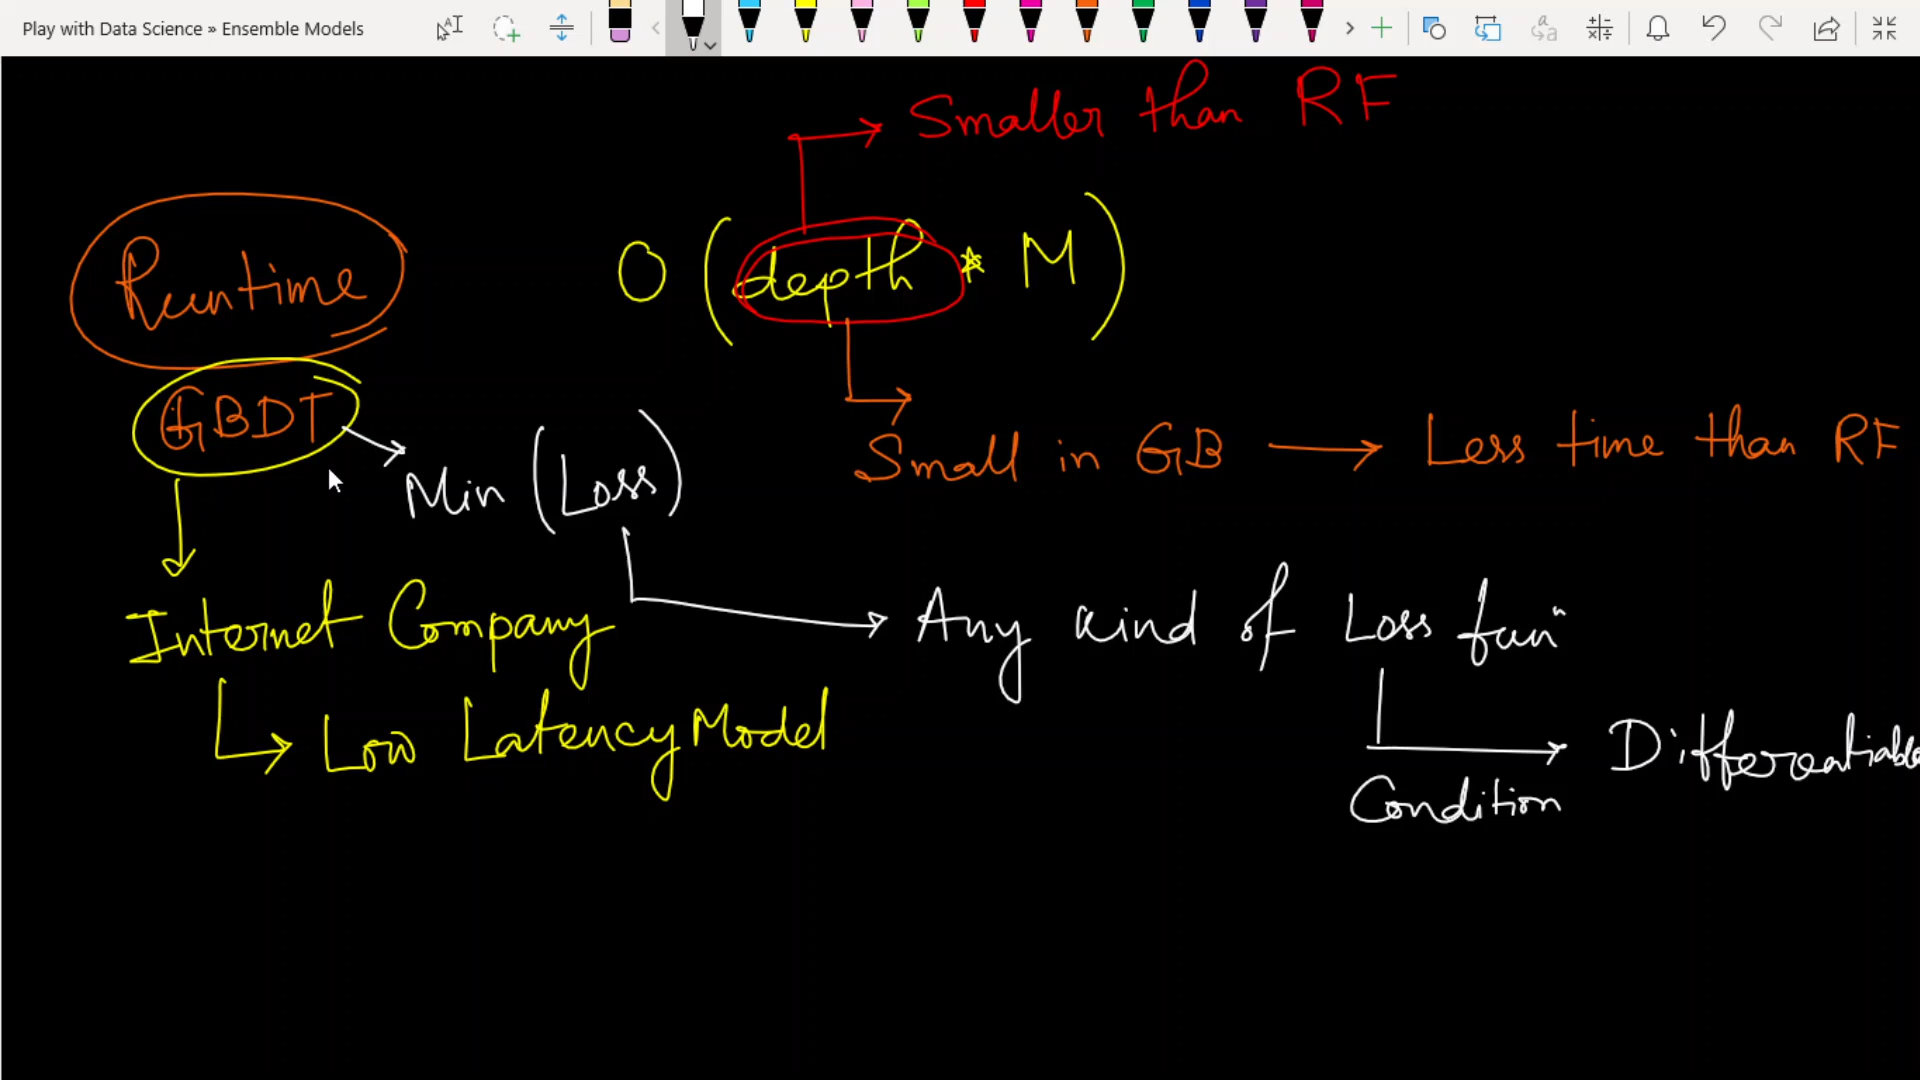 Play with Data Science » Ensemble Models
Smaller than RF
Runtime
O (depth * M)
GBDT
Min (Loss)
Small in GB → Less time than RF
Internet Company
Any kind of Loss funⁿ
Low Latency Model
Differentiable
Condition